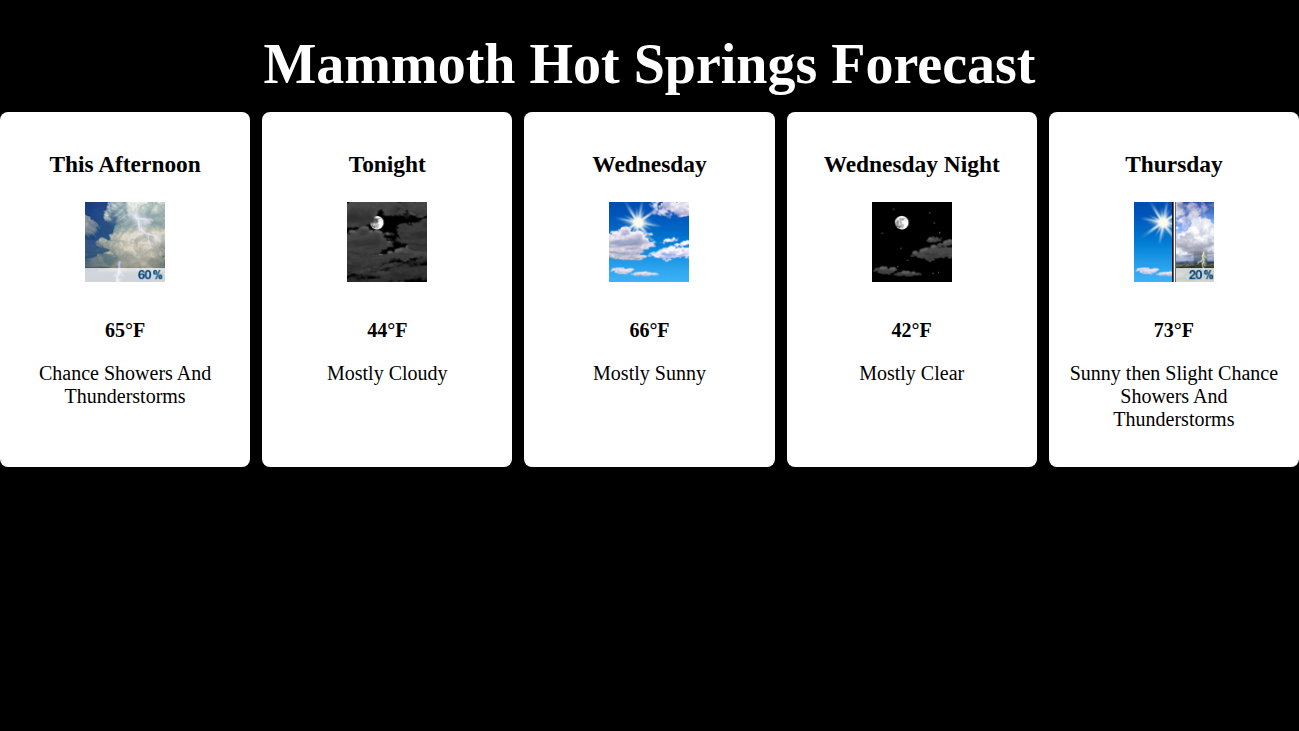 Mammoth Hot Springs Forecast
This Afternoon
60%
65°F
Chance Showers And
Thunderstorms
Tonight
44°F
Mostly Cloudy
Wednesday
66°F
Mostly Sunny
Wednesday Night
42°F
Mostly Clear
Thursday
20%
73°F
Sunny then Slight Chance
Showers And
Thunderstorms